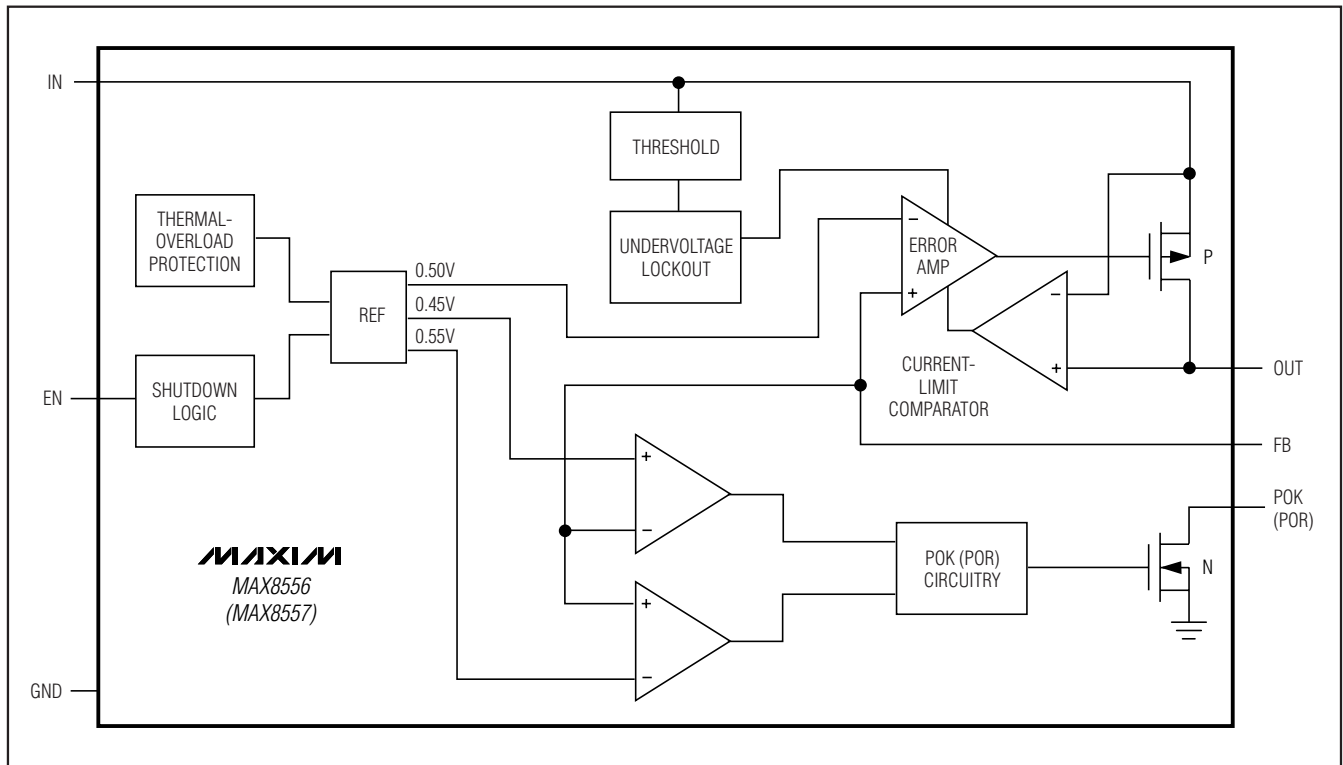 IN
THRESHOLD
THERMAL-
OVERLOAD
PROTECTION
UNDERVOLTAGE
LOCKOUT
−
ERROR
AMP
+
P
0.50V
0.45V
0.55V
REF
−
+
CURRENT-
LIMIT
COMPARATOR
OUT
EN
SHUTDOWN
LOGIC
FB
+
−
POK
(POR)
POK (POR)
CIRCUITRY
N
MAXIM
MAX8556
(MAX8557)
+
−
GND